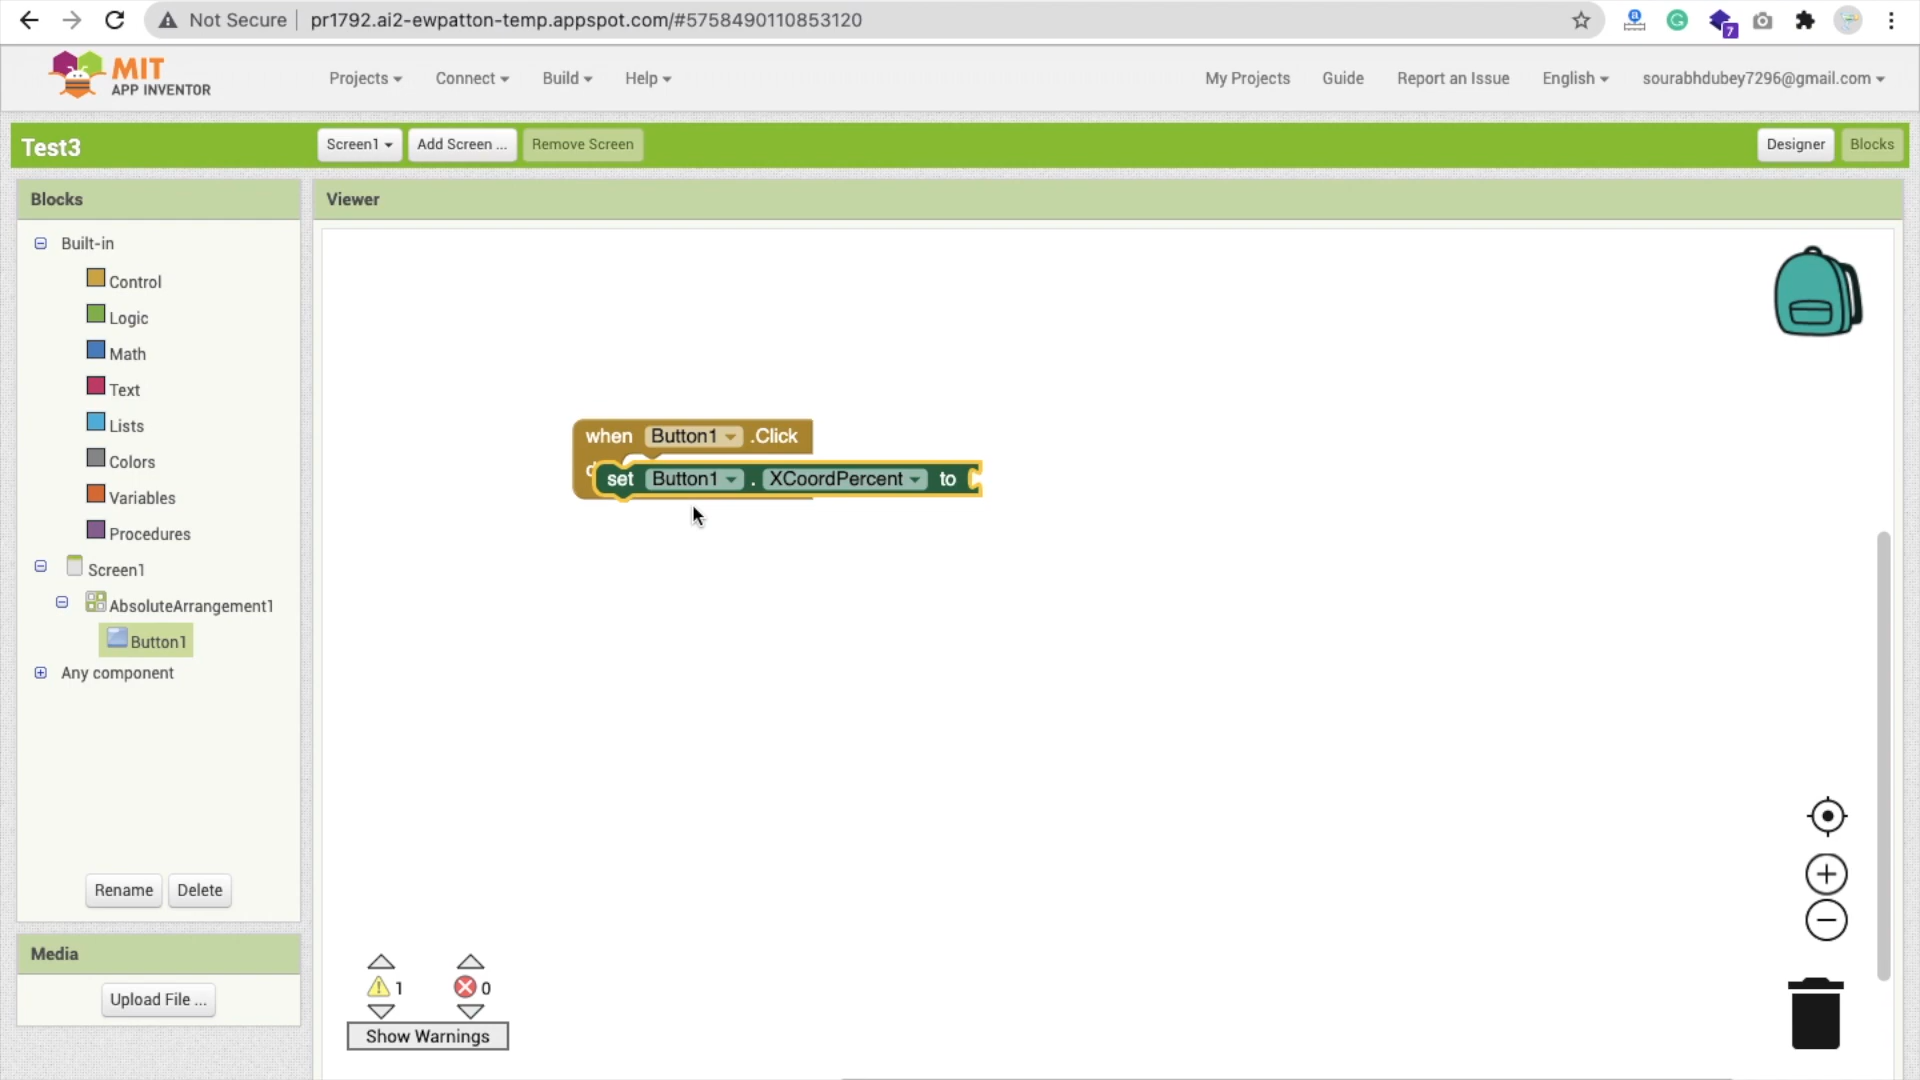 Not Secure pr1792.ai2-ewpatton-temp.appspot.com/#5758490110853120
7
MIT
APP INVENTOR
Projects Connect Build Help My Projects Guide Report an Issue English sourabhdubey7296@gmail.com
Test3 Screen1 Add Screen ... Remove Screen Designer Blocks
Blocks
Viewer
Built-in
Control
Logic
Math
Text
Lists
Colors
Variables
Procedures
Screen1
AbsoluteArrangement1
Button1
Any component
Rename Delete
Media
Upload File ...
when Button1 .Click
set Button1 . XCoordPercent to
1 0
Show Warnings